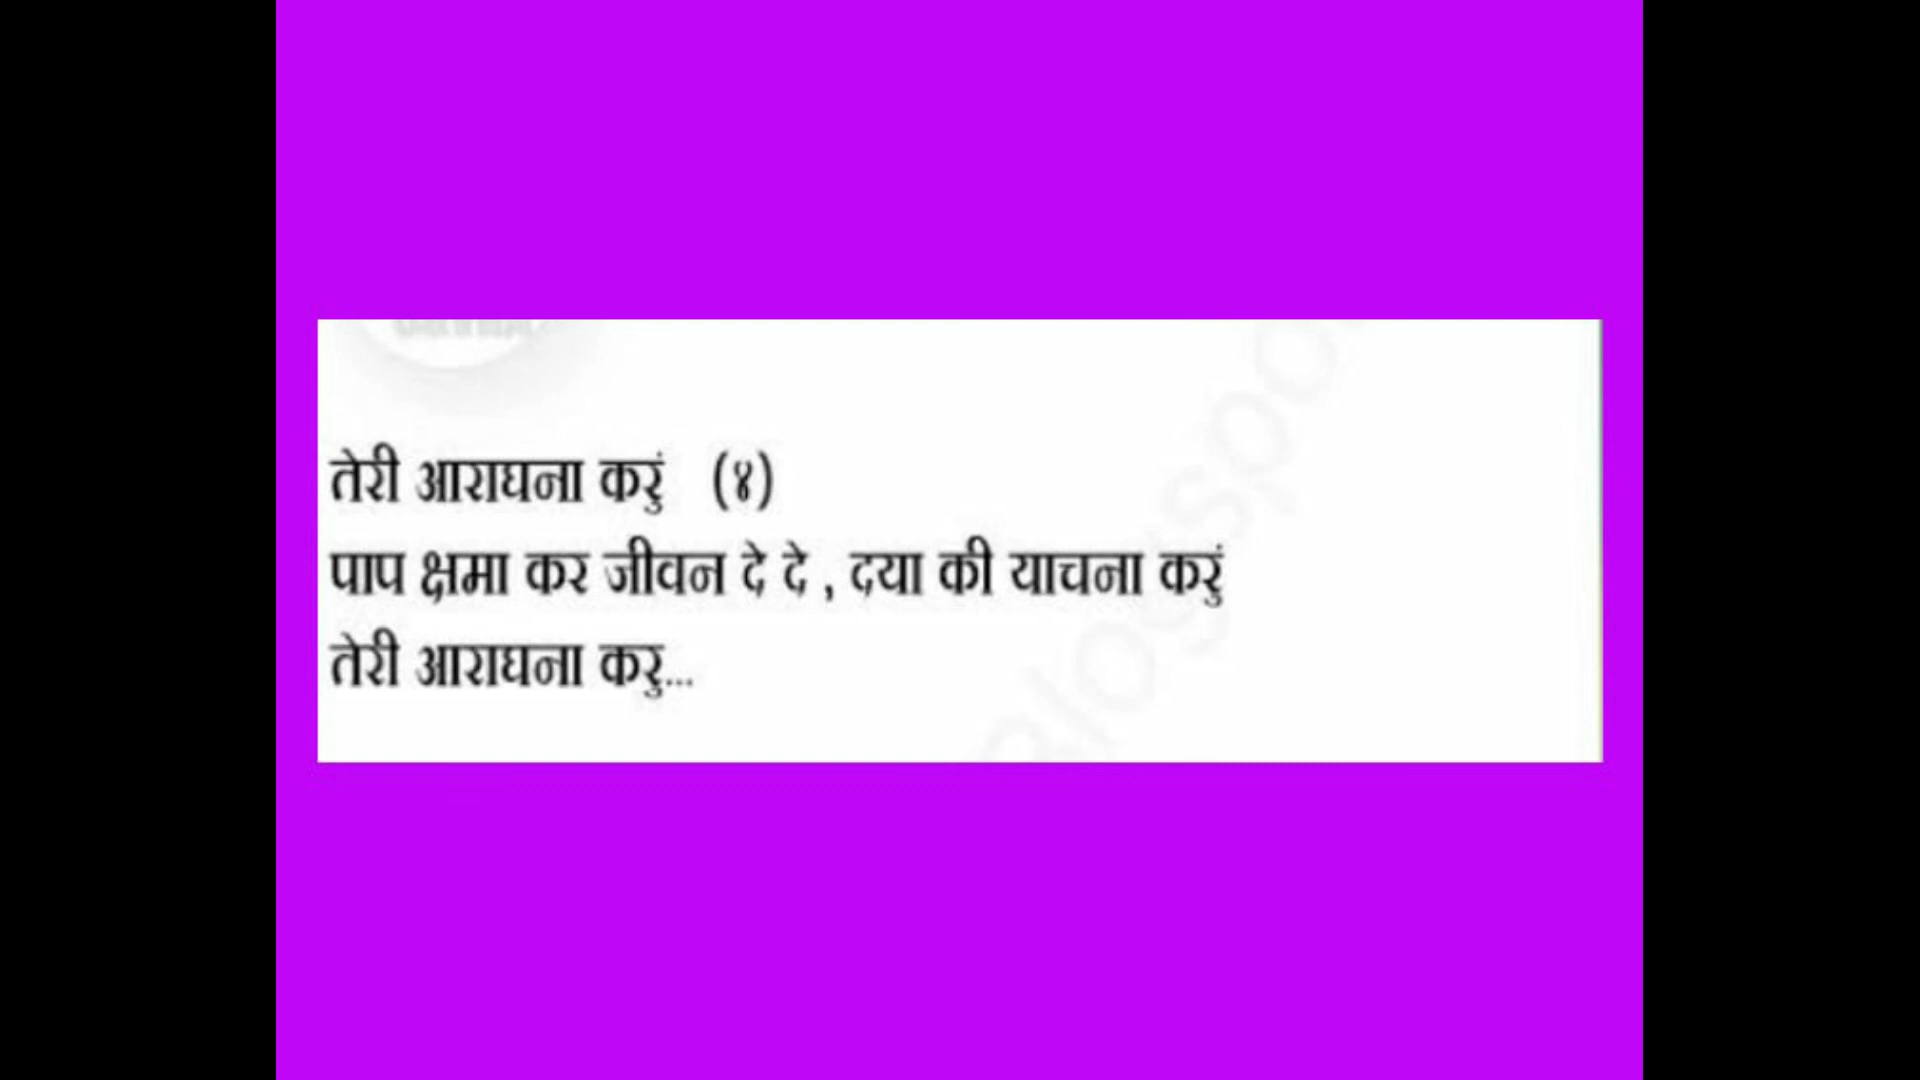 तेरी आराधना करुं (४)
पाप क्षमा कर जीवन दे दे , दया की याचना करुं
तेरी आराधना करु...